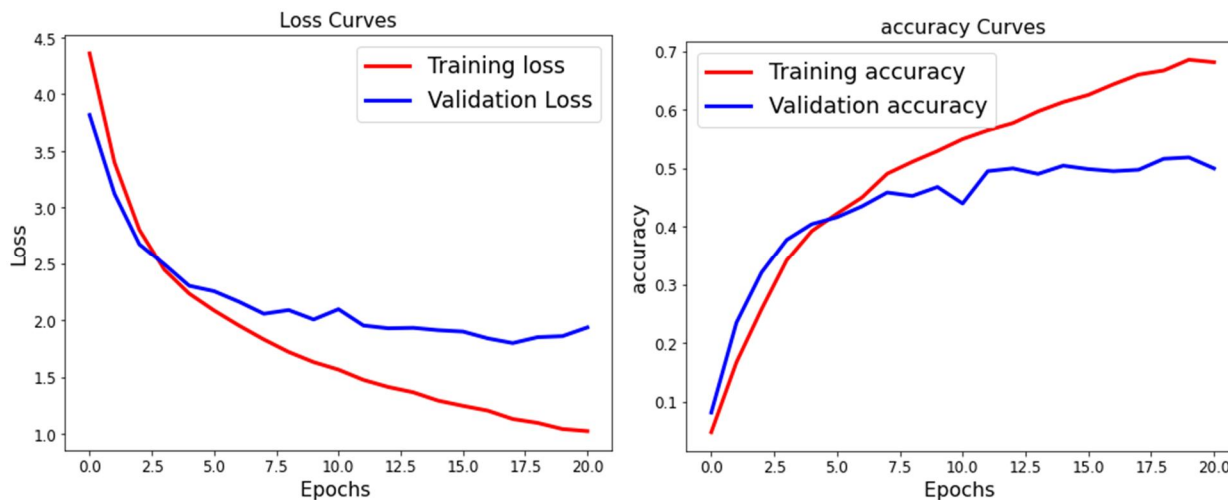 Loss Curves
4.5
4.0
3.5
3.0
2.5
2.0
1.5
1.0
Loss
Training loss
Validation Loss
0.0 2.5 5.0 7.5 10.0 12.5 15.0 17.5 20.0
Epochs
accuracy Curves
0.7
0.6
0.5
0.4
0.3
0.2
0.1
accuracy
Training accuracy
Validation accuracy
0.0 2.5 5.0 7.5 10.0 12.5 15.0 17.5 20.0
Epochs